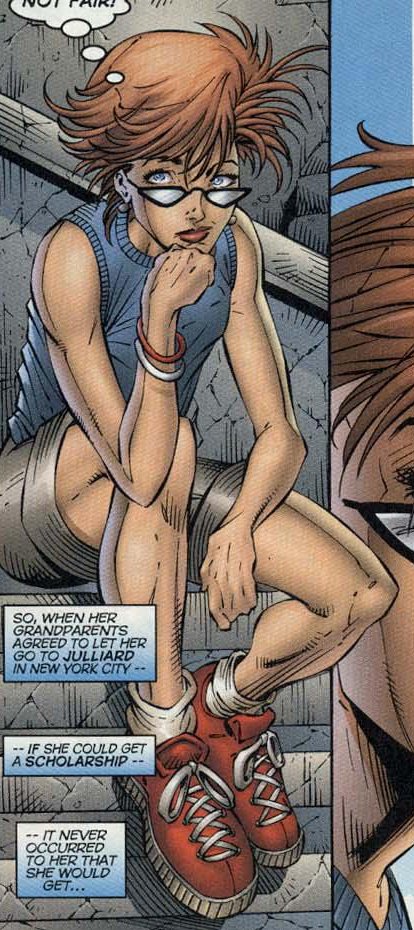 NOT FAIR!
SO, WHEN HER
GRANDPARENTS
AGREED TO LET HER
GO TO JULLIARD
IN NEW YORK CITY --
-- IF SHE COULD GET
A SCHOLARSHIP --
-- IT NEVER
OCCURRED
TO HER THAT
SHE WOULD
GET...